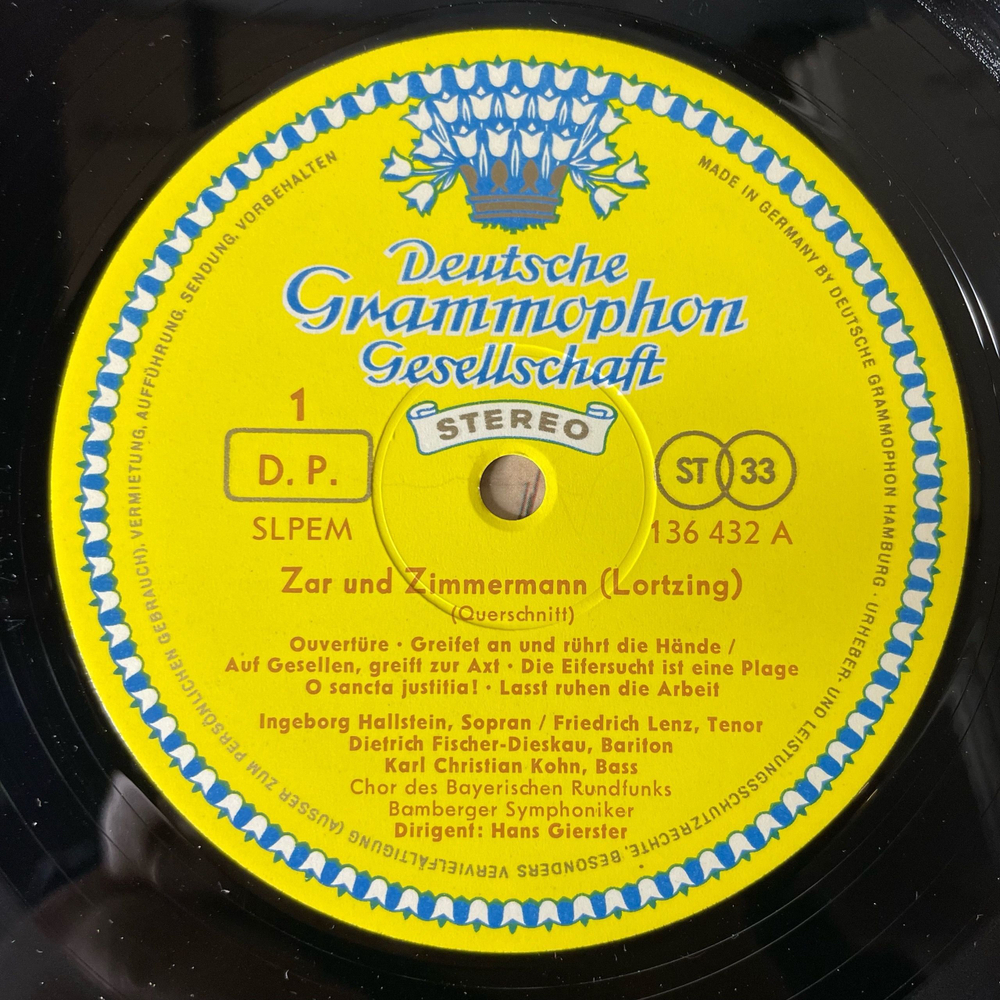 Deutsche
Grammophon
Gesellschaft
STEREO
1
D. P.
SLPEM
ST 33
136 432 A
Zar und Zimmermann (Lortzing)
(Querschnitt)
Ouvertüre · Greifet an und rührt die Hände /
Auf Gesellen, greift zur Axt · Die Eifersucht ist eine Plage
O sancta justitia! · Lasst ruhen die Arbeit
Ingeborg Hallstein, Sopran / Friedrich Lenz, Tenor
Dietrich Fischer-Dieskau, Bariton
Karl Christian Kohn, Bass
Chor des Bayerischen Rundfunks
Bamberger Symphoniker
Dirigent: Hans Gierster
MADE IN GERMANY BY DEUTSCHE GRAMMOPHON HAMBURG · URHEBER- UND LEISTUNGSSCHUTZRECHTE, BESONDERS VERVIELFÄLTIGUNG (AUSSER ZUM PERSÖNLICHEN GEBRAUCH), VERMIETUNG, AUFFÜHRUNG, SENDUNG, VORBEHALTEN